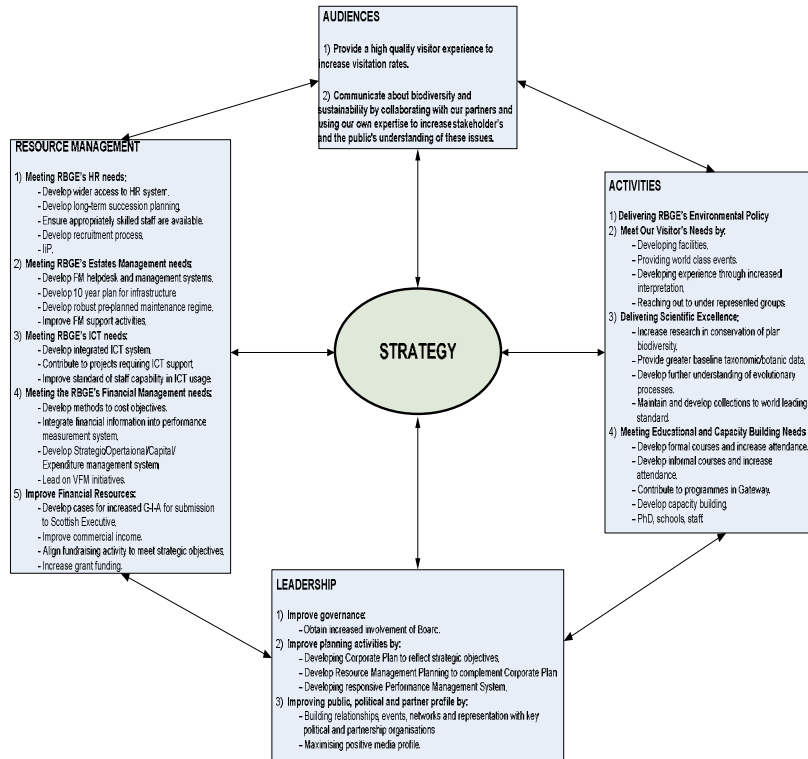 AUDIENCES
1) Provide a high quality visitor experience to
increase visitation rates.
2) Communicate about biodiversity and
sustainability by collaborating with our partners and
using our own expertise to increase stakeholder's
and the public's understanding of these issues.
RESOURCE MANAGEMENT
1) Meeting RBGE's HR needs;
- Develop wider access to HR system.
- Develop long-term succession planning.
- Ensure appropriately skilled staff are available.
- Develop recruitment process,
- IiP,
2) Meeting RBGE's Estates Management needs:
- Develop FM helpdesk and management systems,
- Develop 10 year plan for infrastructure
- Develop robust pre-planned maintenance regime.
- Improve FM support activities,
3) Meeting RBGE's ICT needs:
- Develop integrated ICT system.
- Contribute to projects requiring ICT support,
- Improve standard of staff capability in ICT usage.
4) Meeting the RBGE's Financial Management needs:
- Develop methods to cost objectives.
- Integrate financial information into performance
measurement system.
- Develop Strategic/Opertaional/Capital/
Expenditure management system
- Lead on VFM initiatives.
5) Improve Financial Resources:
- Develop cases for increased G-I-A for submission
to Scottish Executive,
- Improve commercial income.
- Align fundraising activity to meet strategic objectives,
- Increase grant funding.
STRATEGY
ACTIVITIES
1) Delivering RBGE's Environmental Policy
2) Meet Our Visitor's Needs by:
- Developing facilities,
- Providing world class events.
- Developing experience through increased
interpretation,
- Reaching out to under represented groups,
3) Delivering Scientific Excellence;
- Increase research in conservation of plan
biodiversity,
- Provide greater baseline taxonomic/botanic data,
- Develop further understanding of evolutionary
processes.
- Maintain and develop collections to world leading
standard.
4) Meeting Educational and Capacity Building Needs
- Develop formal courses and increase attendance.
- Develop informal courses and increase
attendance,
- Contribute to programmes in Gateway.
- Develop capacity building.
- PhD, schools, staff.
LEADERSHIP
1) Improve governance:
- Obtain increased involvement of Board.
2) Improve planning activities by:
- Developing Corporate Plan to reflect strategic objectives,
- Develop Resource Management Planning to complement Corporate Plan
- Developing responsive Performance Management System,
3) Improving public, political and partner profile by:
- Building relationships, events, networks and representation with key
political and partnership organisations
- Maximising positive media profile.